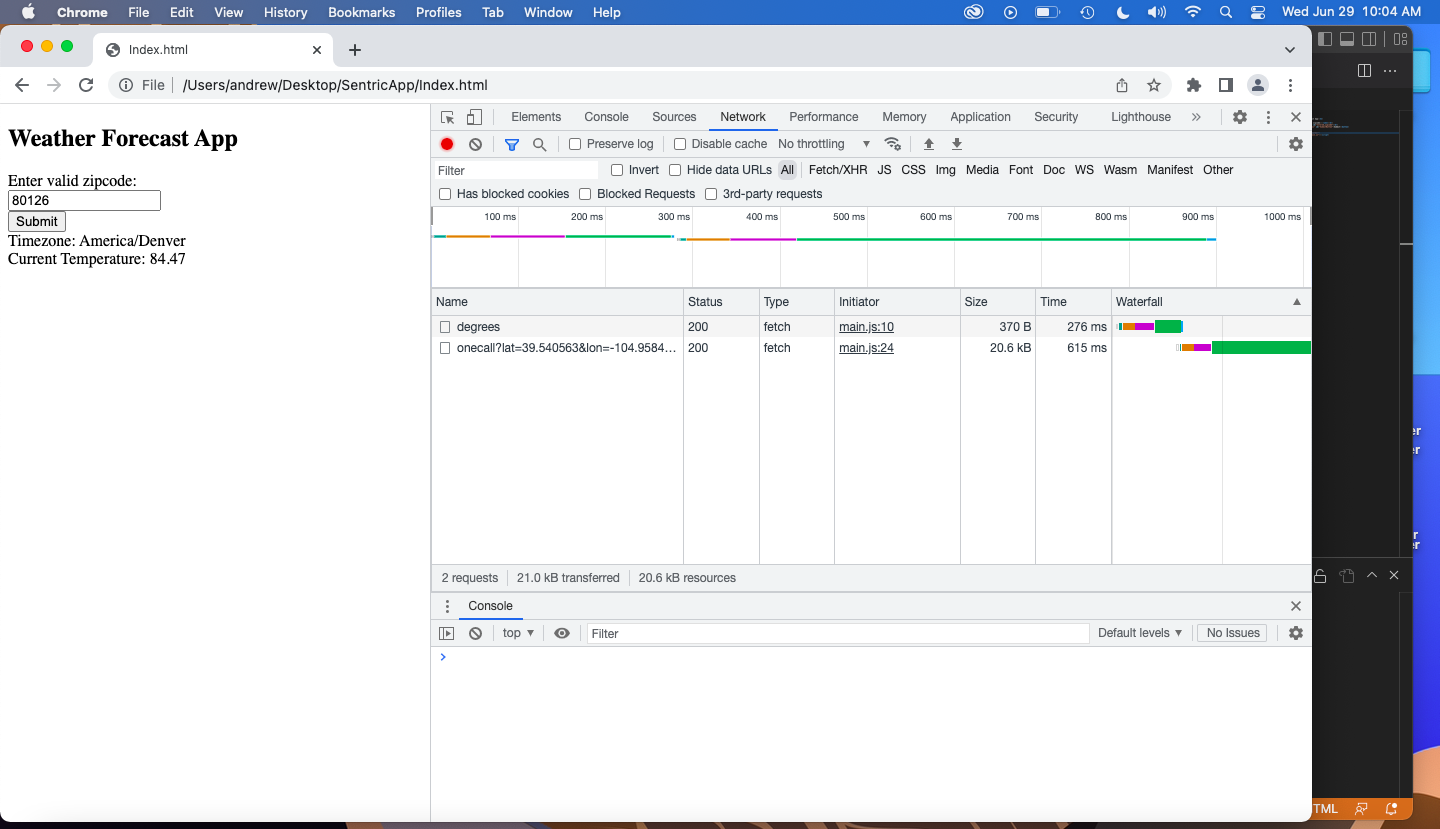 Chrome File Edit View History Bookmarks Profiles Tab Window Help Wed Jun 29 10:04 AM
Index.html
File /Users/andrew/Desktop/SentricApp/Index.html
Weather Forecast App
Enter valid zipcode:
80126
Submit
Timezone: America/Denver
Current Temperature: 84.47
Elements Console Sources Network Performance Memory Application Security Lighthouse
Preserve log Disable cache No throttling
Filter Invert Hide data URLs All Fetch/XHR JS CSS Img Media Font Doc WS Wasm Manifest Other
Has blocked cookies Blocked Requests 3rd-party requests
100 ms 200 ms 300 ms 400 ms 500 ms 600 ms 700 ms 800 ms 900 ms 1000 ms
Name Status Type Initiator Size Time Waterfall
degrees 200 fetch main.js:10 370 B 276 ms
onecall?lat=39.540563&lon=-104.9584... 200 fetch main.js:24 20.6 kB 615 ms
2 requests 21.0 kB transferred 20.6 kB resources
Console
top Filter Default levels No Issues
er
er
r
er
TML